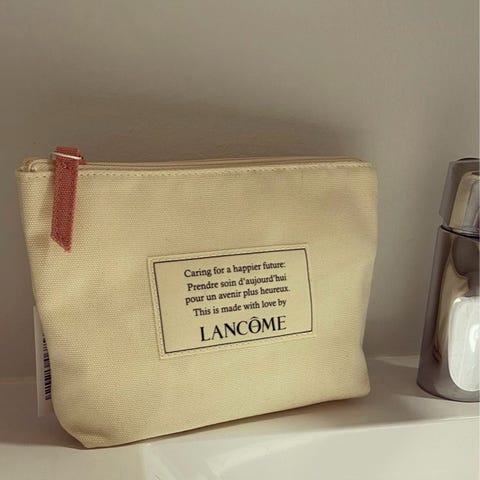 Caring for a happier future:
Prendre soin d'aujourd'hui
pour un avenir plus heureux.
This is made with love by
LANCÔME